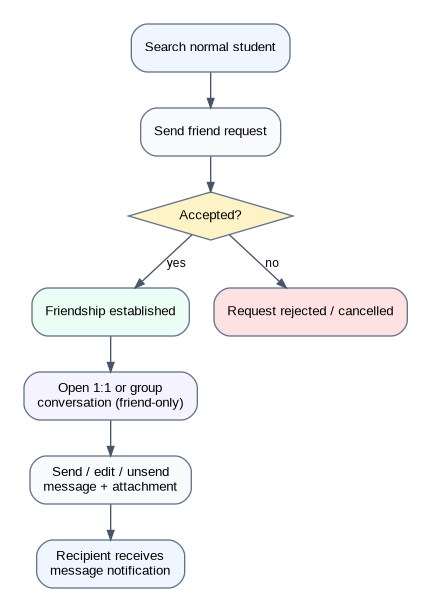 Search normal student
Send friend request
Accepted?
yes
no
Friendship established
Request rejected / cancelled
Open 1:1 or group
conversation (friend-only)
Send / edit / unsend
message + attachment
Recipient receives
message notification